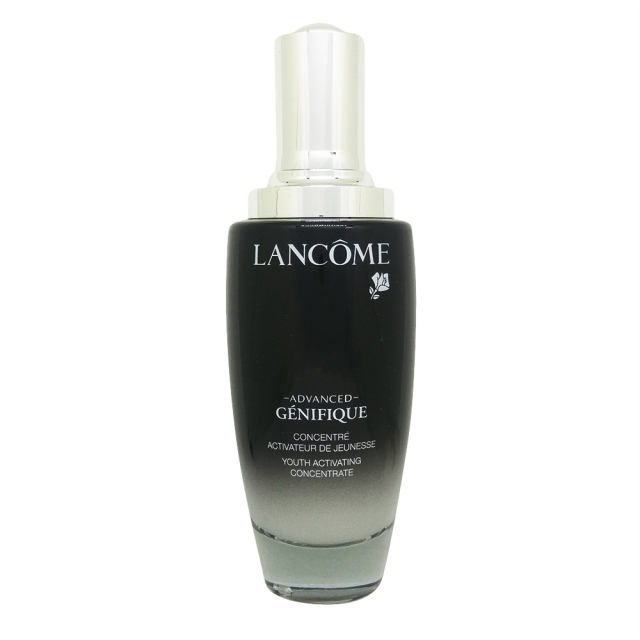 LANCÔME
-ADVANCED-
GÉNIFIQUE
CONCENTRÉ
ACTIVATEUR DE JEUNESSE
YOUTH ACTIVATING
CONCENTRATE